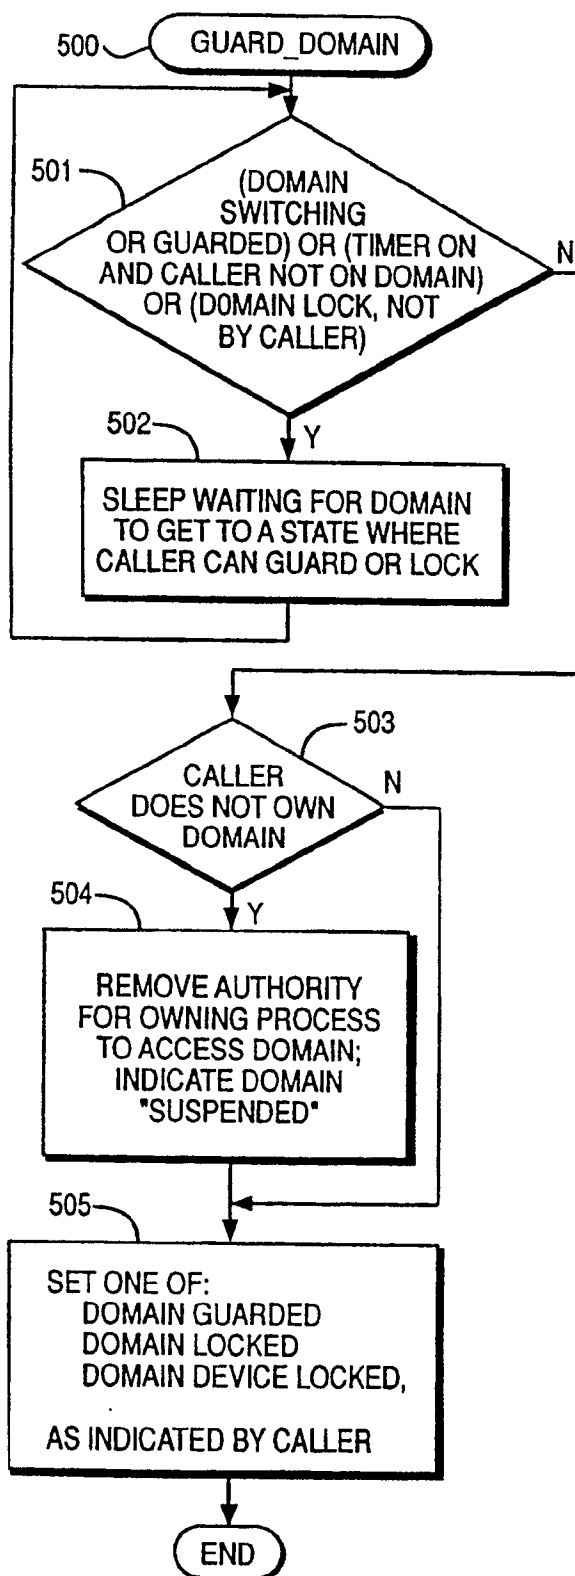 500
GUARD_DOMAIN
501
(DOMAIN
SWITCHING
OR GUARDED) OR (TIMER ON
AND CALLER NOT ON DOMAIN)
OR (DOMAIN LOCK, NOT
BY CALLER)
N
Y
502
SLEEP WAITING FOR DOMAIN
TO GET TO A STATE WHERE
CALLER CAN GUARD OR LOCK
503
CALLER
DOES NOT OWN
DOMAIN
N
Y
504
REMOVE AUTHORITY
FOR OWNING PROCESS
TO ACCESS DOMAIN;
INDICATE DOMAIN
"SUSPENDED"
505
SET ONE OF:
DOMAIN GUARDED
DOMAIN LOCKED
DOMAIN DEVICE LOCKED,
AS INDICATED BY CALLER
END